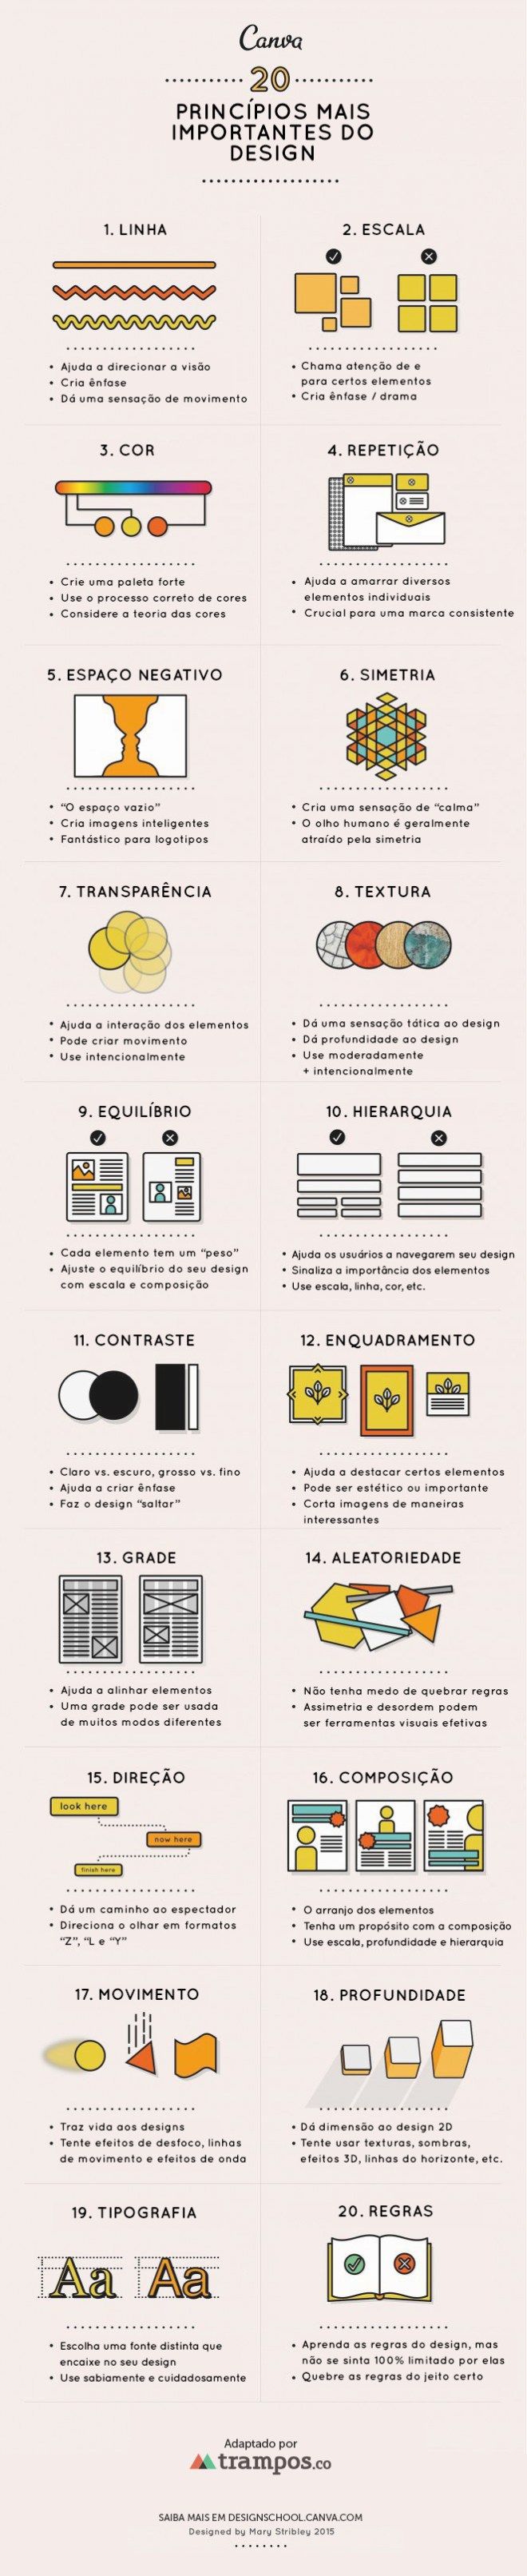 Canva
20
PRINCÍPIOS MAIS
IMPORTANTES DO
DESIGN
1. LINHA
• Ajuda a direcionar a visão
• Cria ênfase
• Dá uma sensação de movimento
2. ESCALA
• Chama atenção de e
para certos elementos
• Cria ênfase / drama
3. COR
• Crie uma paleta forte
• Use o processo correto de cores
• Considere a teoria das cores
4. REPETIÇÃO
• Ajuda a amarrar diversos
elementos individuais
• Crucial para uma marca consistente
5. ESPAÇO NEGATIVO
• “O espaço vazio”
• Cria imagens inteligentes
• Fantástico para logotipos
6. SIMETRIA
• Cria uma sensação de “calma”
• O olho humano é geralmente
atraído pela simetria
7. TRANSPARÊNCIA
• Ajuda a interação dos elementos
• Pode criar movimento
• Use intencionalmente
8. TEXTURA
• Dá uma sensação tática ao design
• Dá profundidade ao design
• Use moderadamente
+ intencionalmente
9. EQUILÍBRIO
• Cada elemento tem um “peso”
• Ajuste o equilíbrio do seu design
com escala e composição
10. HIERARQUIA
• Ajuda os usuários a navegarem seu design
• Sinaliza a importância dos elementos
• Use escala, linha, cor, etc.
11. CONTRASTE
• Claro vs. escuro, grosso vs. fino
• Ajuda a criar ênfase
• Faz o design “saltar”
12. ENQUADRAMENTO
• Ajuda a destacar certos elementos
• Pode ser estético ou importante
• Corta imagens de maneiras
interessantes
13. GRADE
• Ajuda a alinhar elementos
• Uma grade pode ser usada
de muitos modos diferentes
14. ALEATORIEDADE
• Não tenha medo de quebrar regras
• Assimetria e desordem podem
ser ferramentas visuais efetivas
15. DIREÇÃO
look here
now here
finish here
• Dá um caminho ao espectador
• Direciona o olhar em formatos
“Z”, “L e “Y”
16. COMPOSIÇÃO
• O arranjo dos elementos
• Tenha um propósito com a composição
• Use escala, profundidade e hierarquia
17. MOVIMENTO
• Traz vida aos designs
• Tente efeitos de desfoco, linhas
de movimento e efeitos de onda
18. PROFUNDIDADE
• Dá dimensão ao design 2D
• Tente usar texturas, sombras,
efeitos 3D, linhas do horizonte, etc.
19. TIPOGRAFIA
Aa Aa
• Escolha uma fonte distinta que
encaixe no seu design
• Use sabiamente e cuidadosamente
20. REGRAS
• Aprenda as regras do design, mas
não se sinta 100% limitado por elas
• Quebre as regras do jeito certo
Adaptado por
trampos.co
SAIBA MAIS EM DESIGNSCHOOL.CANVA.COM
Designed by Mary Stribley 2015